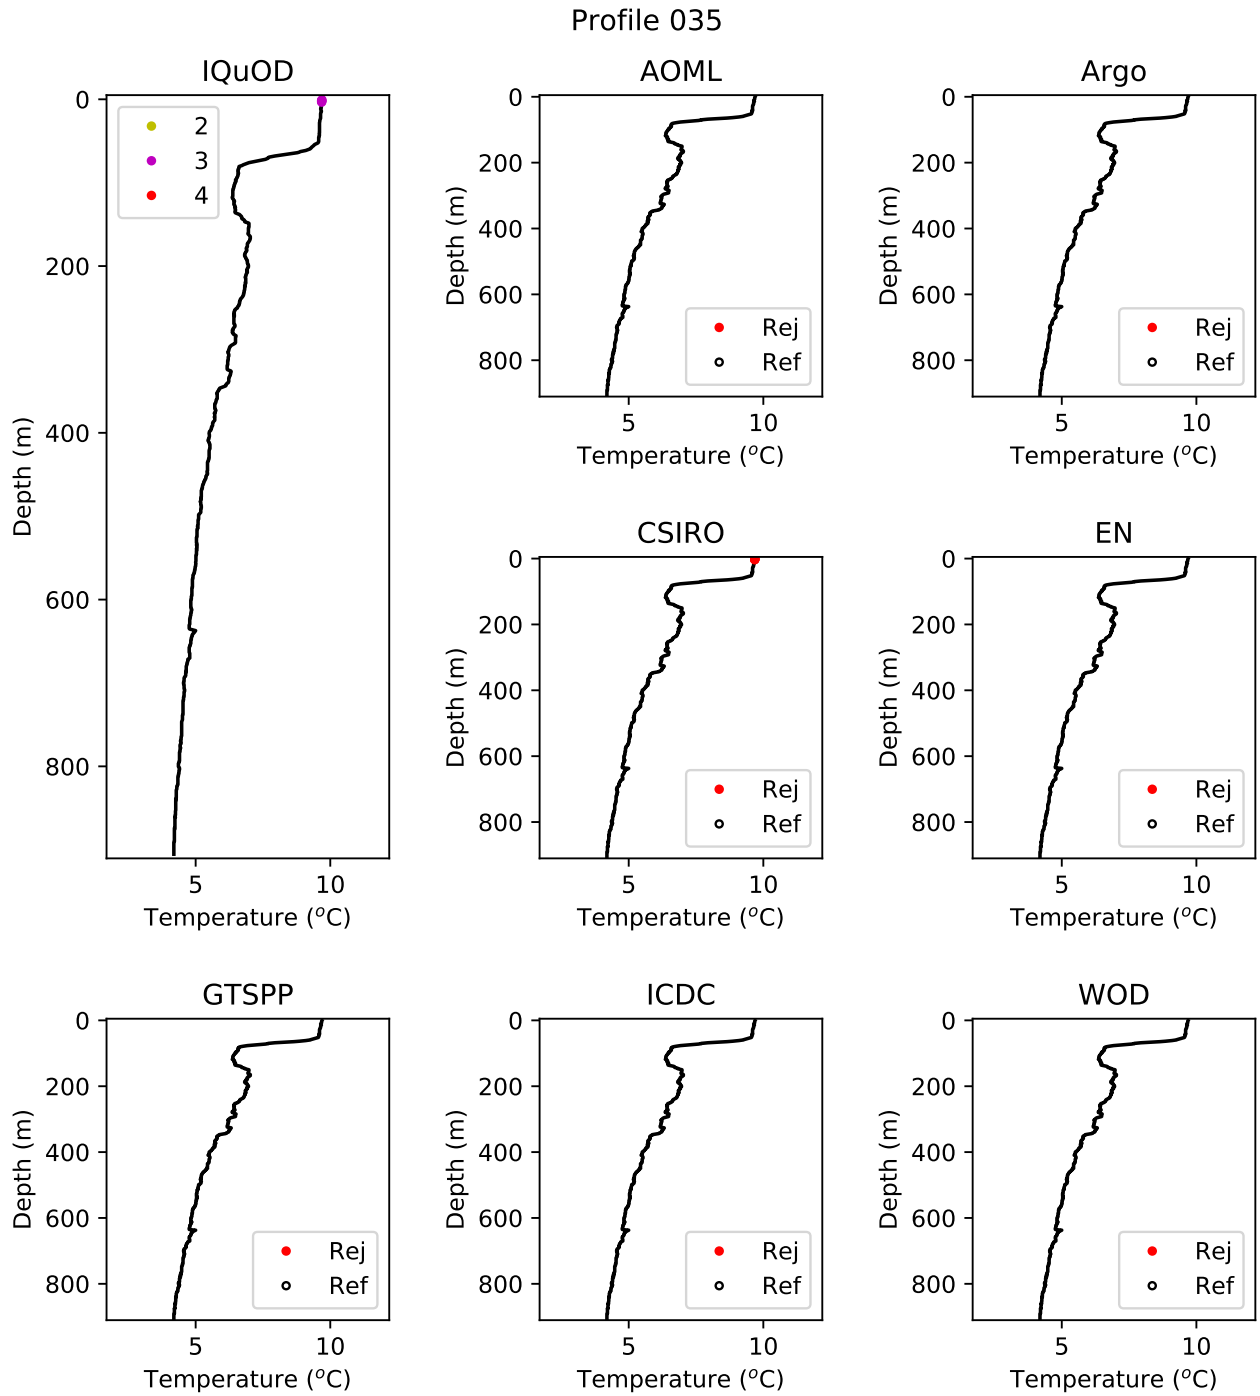 Profile 035
IQuOD
0
200
400
600
800
Depth (m)
2
3
4
5 10
Temperature (°C)
AOML
0
200
400
600
800
Depth (m)
Rej
Ref
5 10
Temperature (°C)
Argo
0
200
400
600
800
Depth (m)
Rej
Ref
5 10
Temperature (°C)
CSIRO
0
200
400
600
800
Depth (m)
Rej
Ref
5 10
Temperature (°C)
EN
0
200
400
600
800
Depth (m)
Rej
Ref
5 10
Temperature (°C)
GTSPP
0
200
400
600
800
Depth (m)
Rej
Ref
5 10
Temperature (°C)
ICDC
0
200
400
600
800
Depth (m)
Rej
Ref
5 10
Temperature (°C)
WOD
0
200
400
600
800
Depth (m)
Rej
Ref
5 10
Temperature (°C)